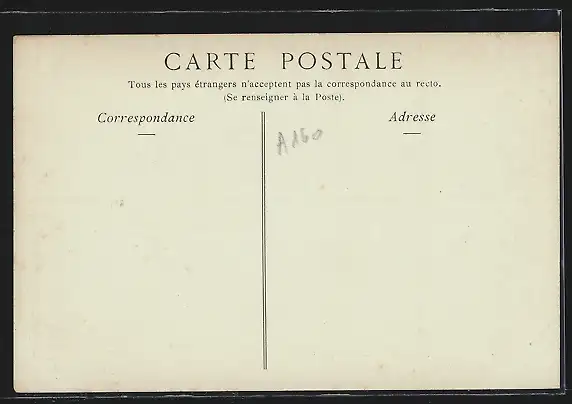 CARTE POSTALE
Tous les pays étrangers n'acceptent pas la correspondance au recto.
(Se renseigner à la Poste).
Correspondance
Adresse
A160